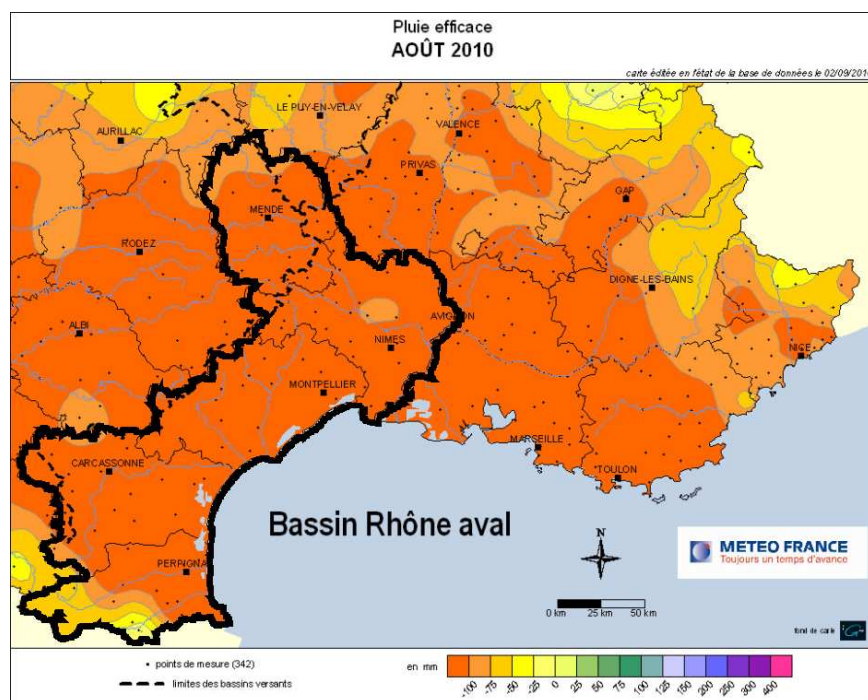 Pluie efficace
AOÛT 2010
carte éditée en l'état de la base de données le 02/09/201
LE PUY-EN-VELAY
AURILLAC
VALENCE
PRIVAS
GAP
MENDE
RODEZ
DIGNE-LES-BAINS
AVIGNON
ALBI
NIMES
NICE
MONTPELLIER
MARSEILLE
CARCASSONNE
TOULON
Bassin Rhône aval
N
METEO FRANCE
Toujours un temps d'avance
PERPIGNA
0 km 25 km 50 km
fond de carte
points de mesure (342)
limites des bassins versants
en mm
-100 -75 -50 -25 0 25 50 75 100 125 150 200 250 300 400